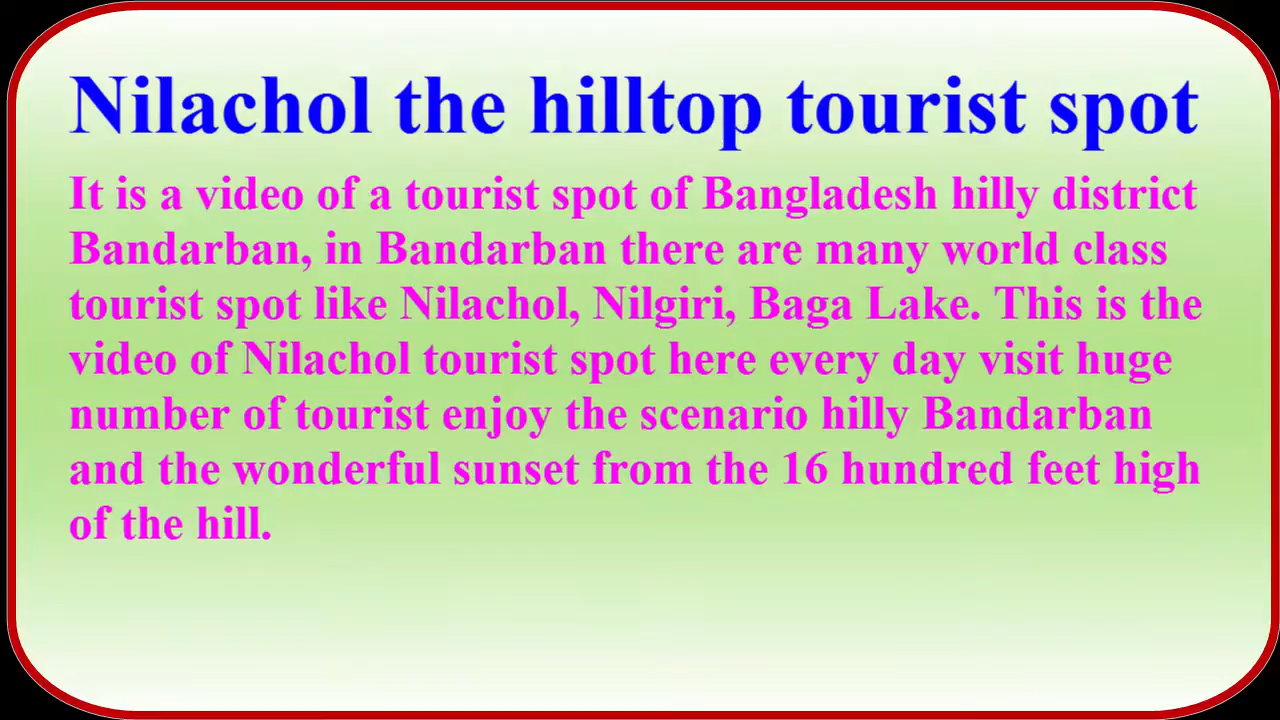 Nilachol the hilltop tourist spot
It is a video of a tourist spot of Bangladesh hilly district
Bandarban, in Bandarban there are many world class
tourist spot like Nilachol, Nilgiri, Baga Lake. This is the
video of Nilachol tourist spot here every day visit huge
number of tourist enjoy the scenario hilly Bandarban
and the wonderful sunset from the 16 hundred feet high
of the hill.